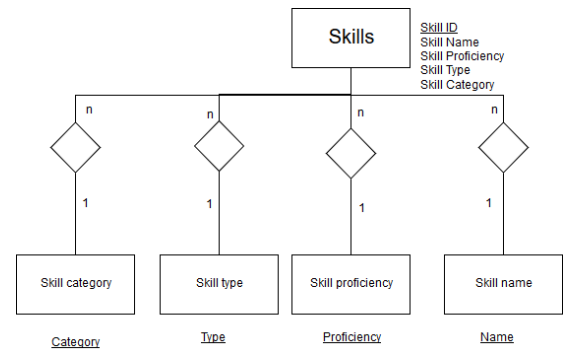 Skills
Skill ID
Skill Name
Skill Proficiency
Skill Type
Skill Category
n n n n
1 1 1 1
Skill category Skill type Skill proficiency Skill name
Category Type Proficiency Name